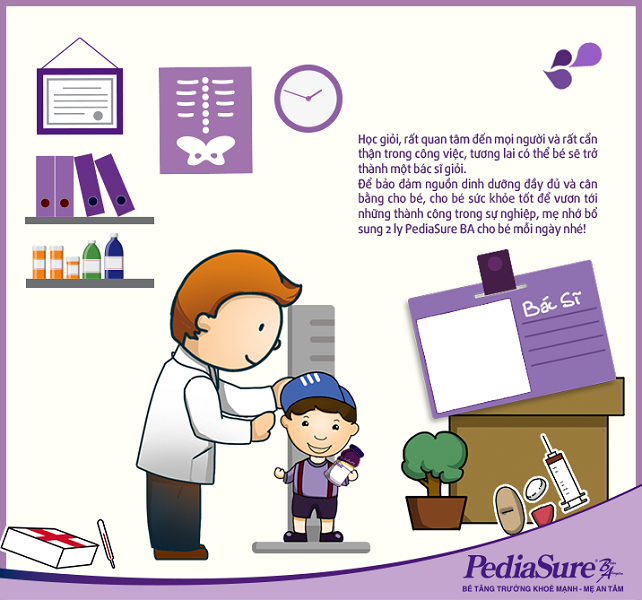 Học giỏi, rất quan tâm đến mọi người và rất cẩn
thận trong công việc, tương lai có thể bé sẽ trở
thành một bác sĩ giỏi.
Để bảo đảm nguồn dinh dưỡng đầy đủ và cân
bằng cho bé, cho bé sức khỏe tốt để vươn tới
những thành công trong sự nghiệp, mẹ nhớ bổ
sung 2 ly PediaSure BA cho bé mỗi ngày nhé!
Bác Sĩ
PediaSure® BA
BÉ TĂNG TRƯỞNG KHOẺ MẠNH - MẸ AN TÂM